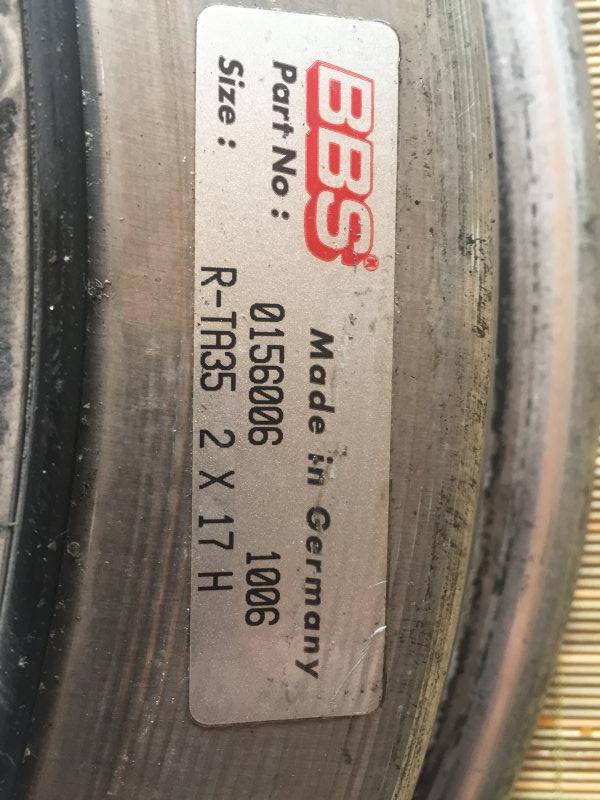 BBS®
Made in Germany
Part No: 0156006 1006
Size: R-TA35 2 X 17 H